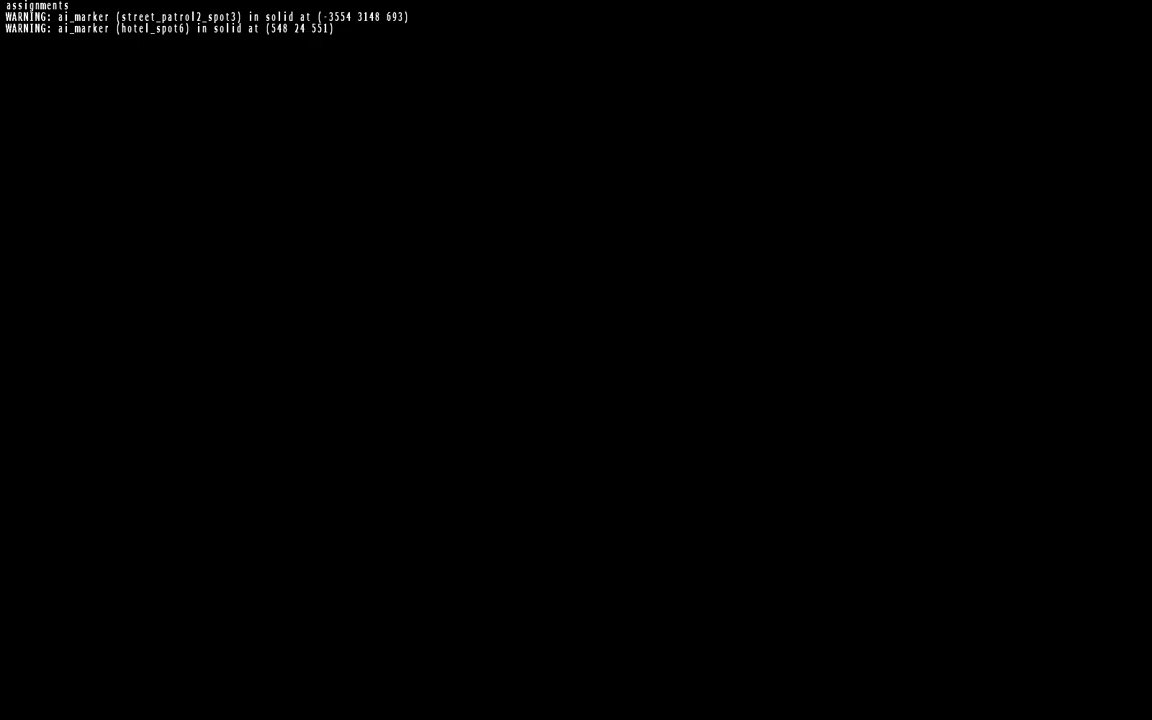 assignments
WARNING: ai_marker (street_patrol2_spot3) in solid at (-3554 3148 693)
WARNING: ai_marker (hotel_spot6) in solid at (548 24 551)